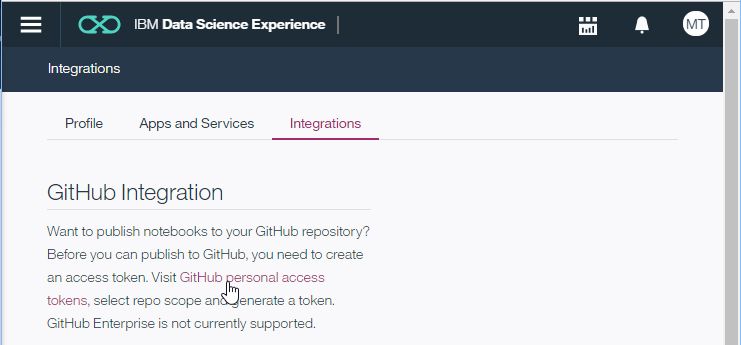 IBM Data Science Experience
MT
Integrations
Profile Apps and Services Integrations
GitHub Integration
Want to publish notebooks to your GitHub repository?
Before you can publish to GitHub, you need to create
an access token. Visit GitHub personal access
tokens, select repo scope and generate a token.
GitHub Enterprise is not currently supported.